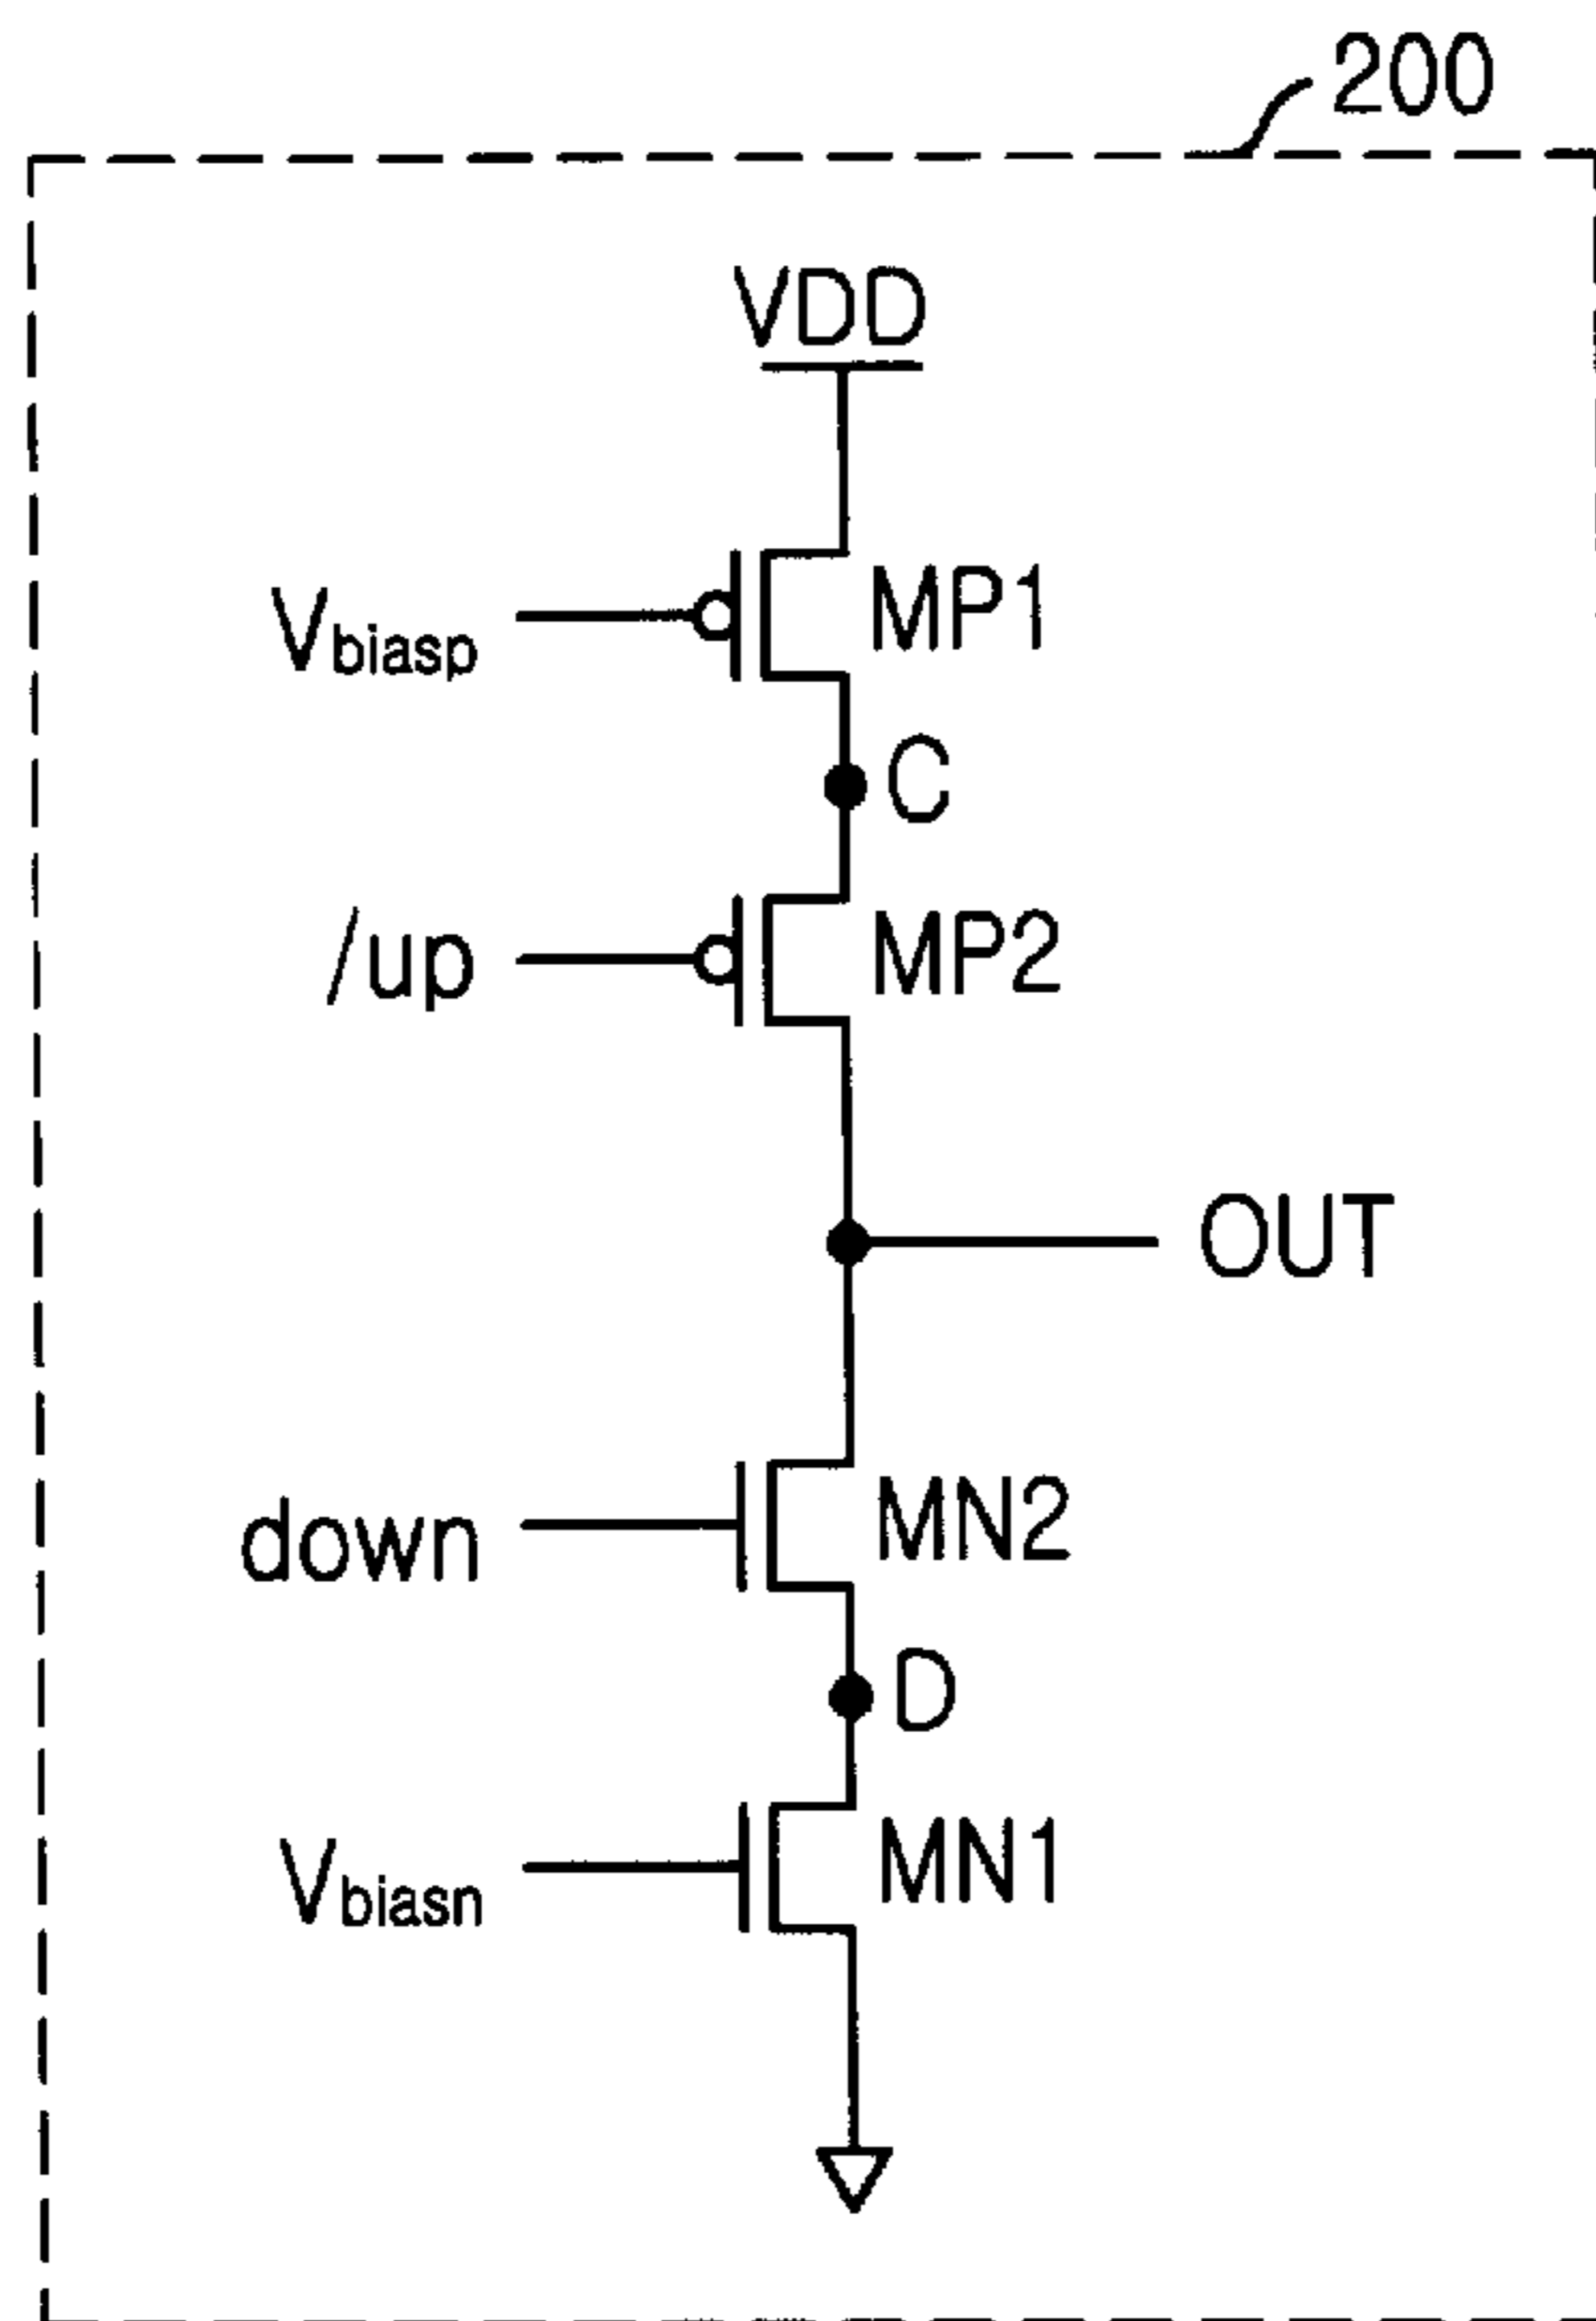 200
VDD
Vbiasp
MP1
C
/up
MP2
OUT
down
MN2
D
Vbiasn
MN1